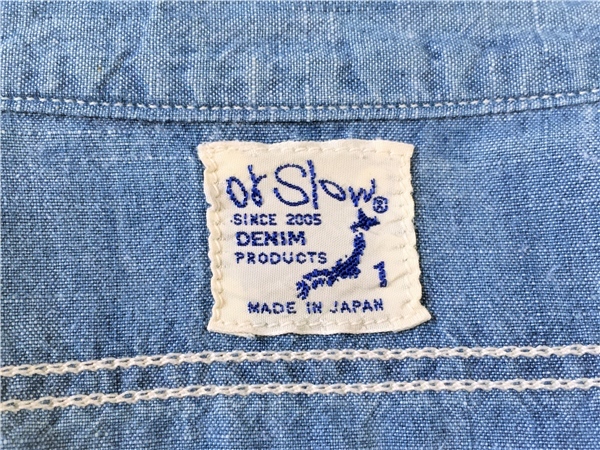 or Slow®
SINCE 2005
DENIM
PRODUCTS 1
MADE IN JAPAN